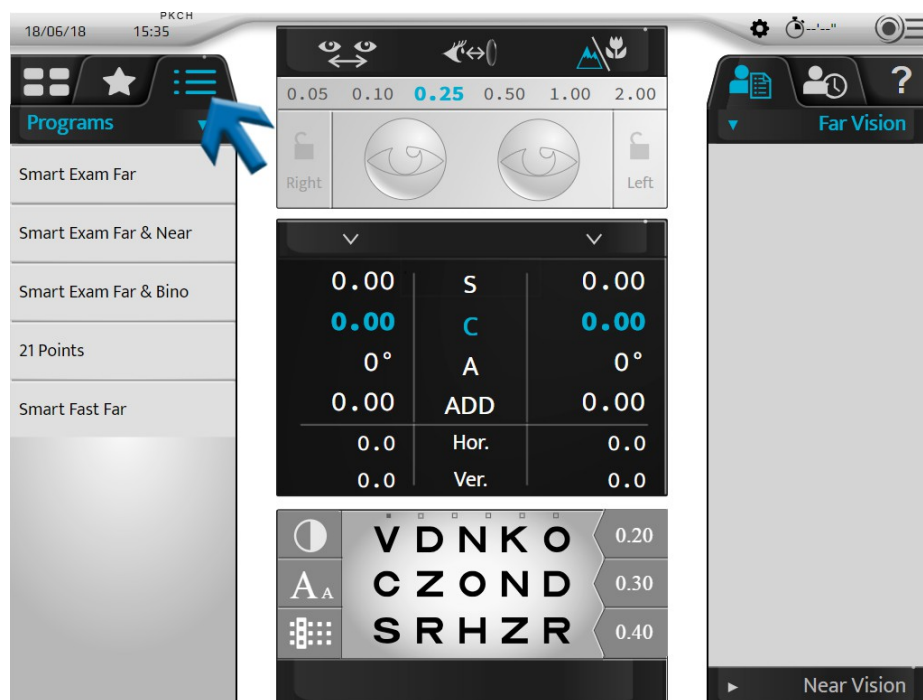 PKCH
18/06/18 15:35
--'--"
?
Programs
Far Vision
Smart Exam Far
Smart Exam Far & Near
Smart Exam Far & Bino
21 Points
Smart Fast Far
0.05 0.10 0.25 0.50 1.00 2.00
Right Left
0.00 S 0.00
0.00 C 0.00
0° A 0°
0.00 ADD 0.00
0.0 Hor. 0.0
0.0 Ver. 0.0
V D N K O 0.20
A A C Z O N D 0.30
S R H Z R 0.40
Near Vision